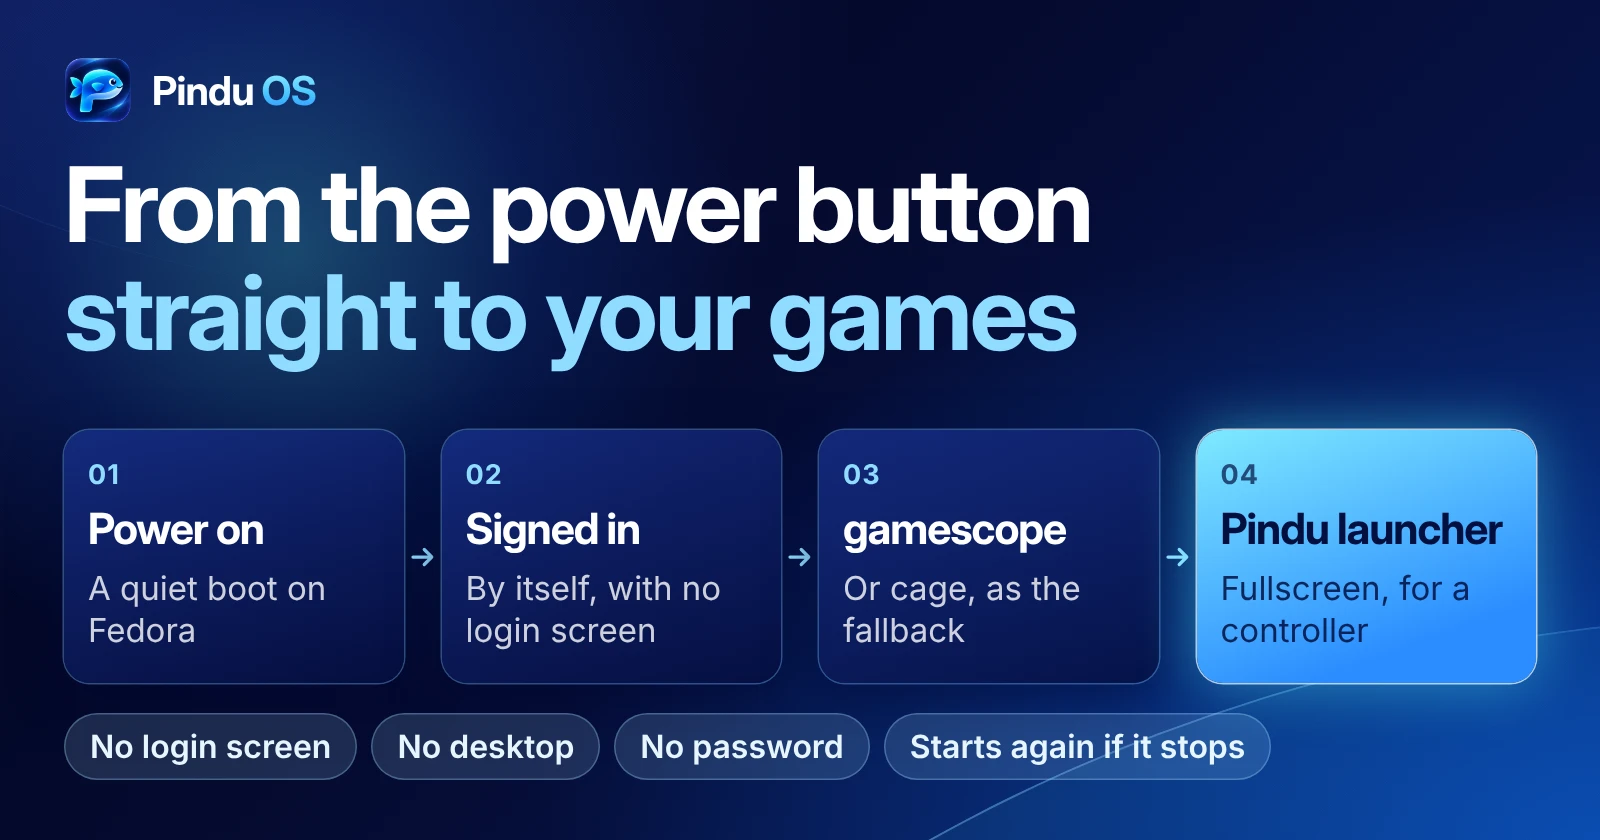 Pindu OS
From the power button
straight to your games
01
Power on
A quiet boot on
Fedora
→
02
Signed in
By itself, with no
login screen
→
03
gamescope
Or cage, as the
fallback
→
04
Pindu launcher
Fullscreen, for a
controller
No login screen
No desktop
No password
Starts again if it stops